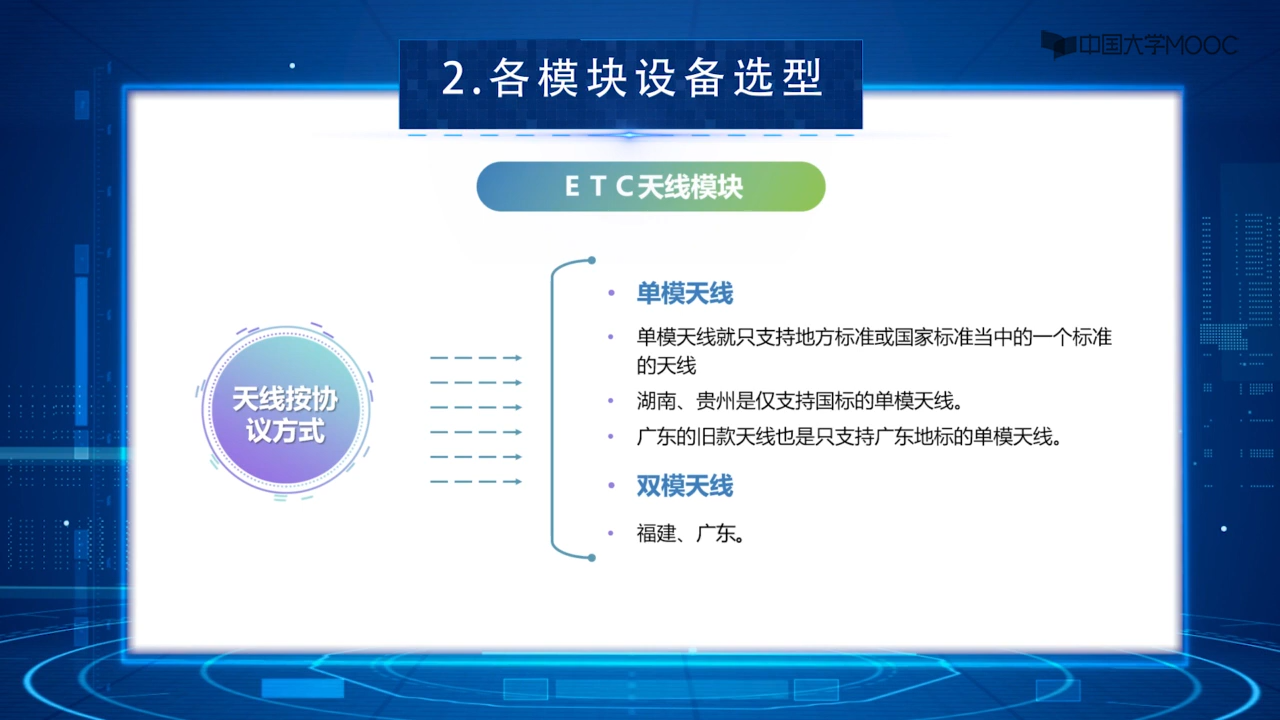 中国大学MOOC
2.各模块设备选型
ETC天线模块
天线按协
议方式
单模天线
单模天线就只支持地方标准或国家标准当中的一个标准
的天线
湖南、贵州是仅支持国标的单模天线。
广东的旧款天线也是只支持广东地标的单模天线。
双模天线
福建、广东。